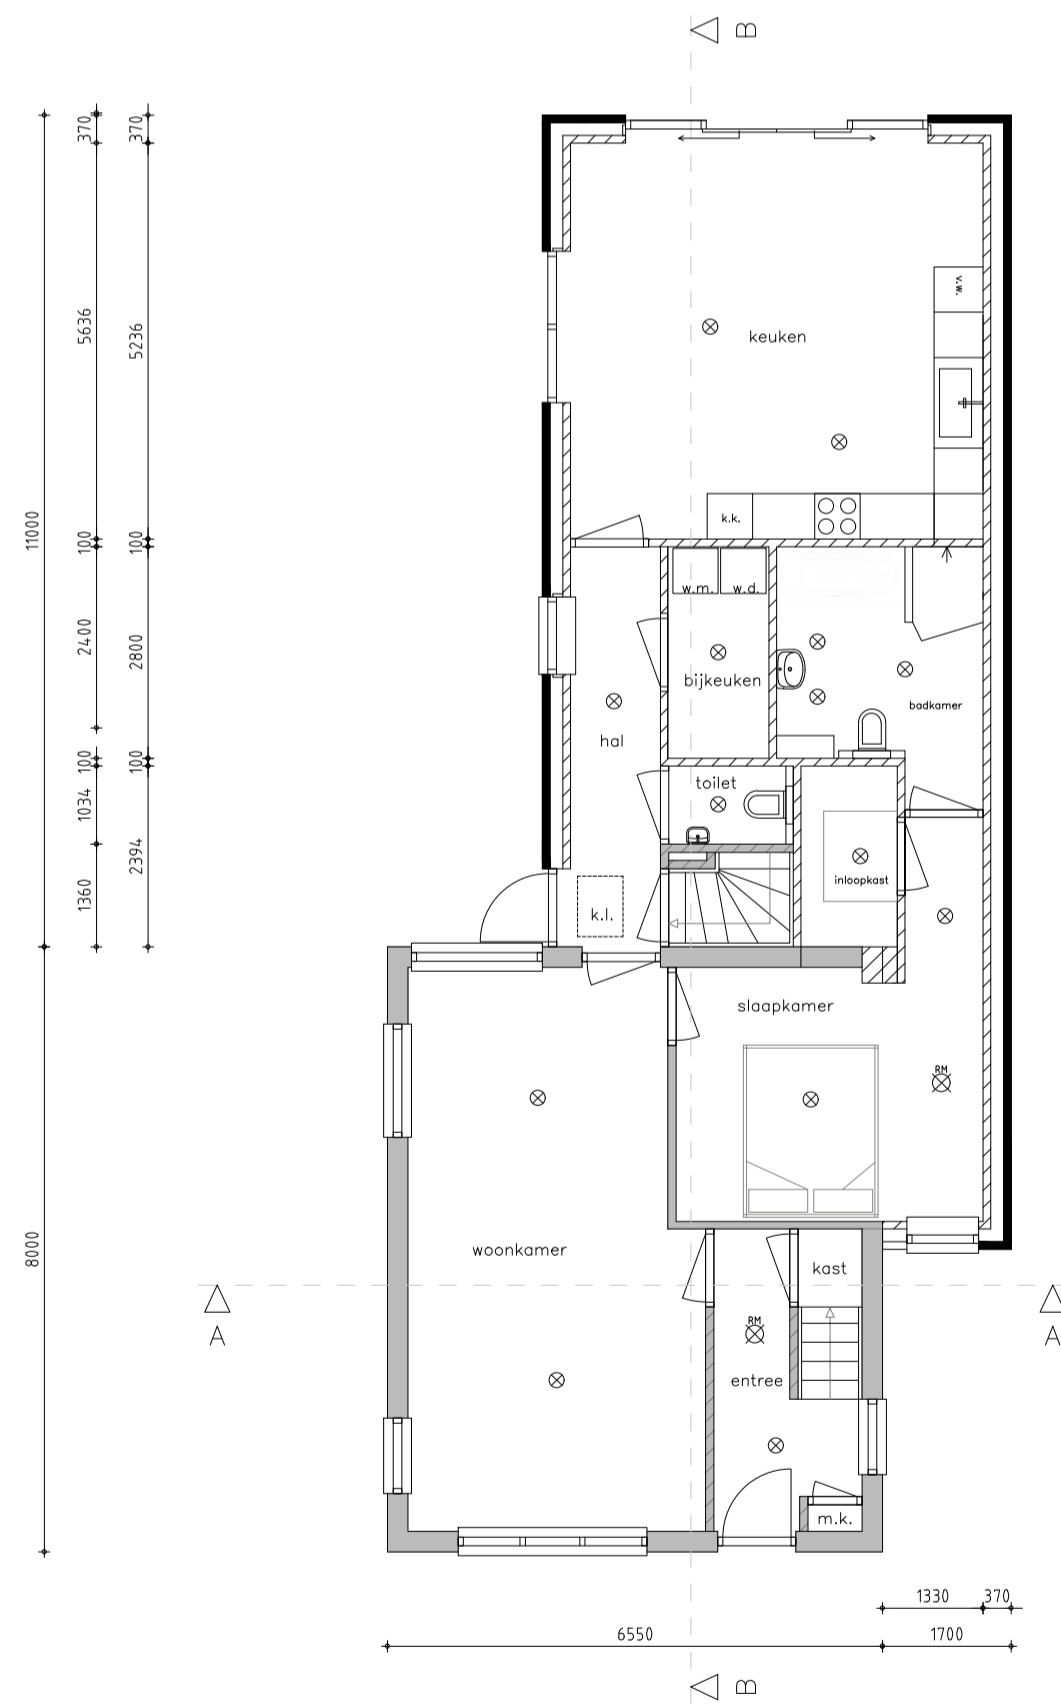 B
370
370
5636
5236
11000
100
100
2400
2800
100
100
1034
2394
1360
8000
keuken
v.w.
k.k.
w.m.
w.d.
bijkeuken
badkamer
hal
toilet
inloopkast
k.l.
slaapkamer
RM
woonkamer
kast
A
A
RM
entree
m.k.
1330
370
6550
1700
B